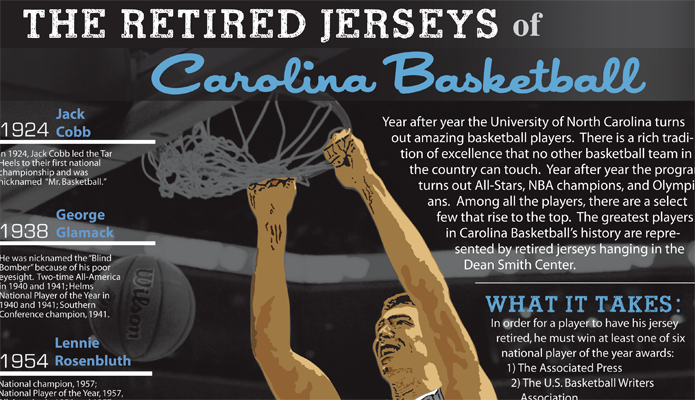 THE RETIRED JERSEYS of
Carolina Basketball
Jack
1924 Cobb
In 1924, Jack Cobb led the Tar
Heels to their first national
championship and was
nicknamed "Mr. Basketball."
George
1938 Glamack
He was nicknamed the "Blind
Bomber" because of his poor
eyesight. Two-time All-America
in 1940 and 1941; Helms
National Player of the Year in
1940 and 1941; Southern
Conference champion, 1941.
Wilson
Lennie
1954 Rosenbluth
National champion, 1957;
National Player of the Year, 1957,
Year after year the University of North Carolina turns
out amazing basketball players. There is a rich tradi-
tion of excellence that no other basketball team in
the country can touch. Year after year the progra
turns out All-Stars, NBA champions, and Olympi
ans. Among all the players, there are a select
few that rise to the top. The greatest players
in Carolina Basketball's history are repre-
sented by retired jerseys hanging in the
Dean Smith Center.
WHAT IT TAKES:
In order for a player to have his jersey
retired, he must win at least one of six
national player of the year awards:
1) The Associated Press
2) The U.S. Basketball Writers
Association